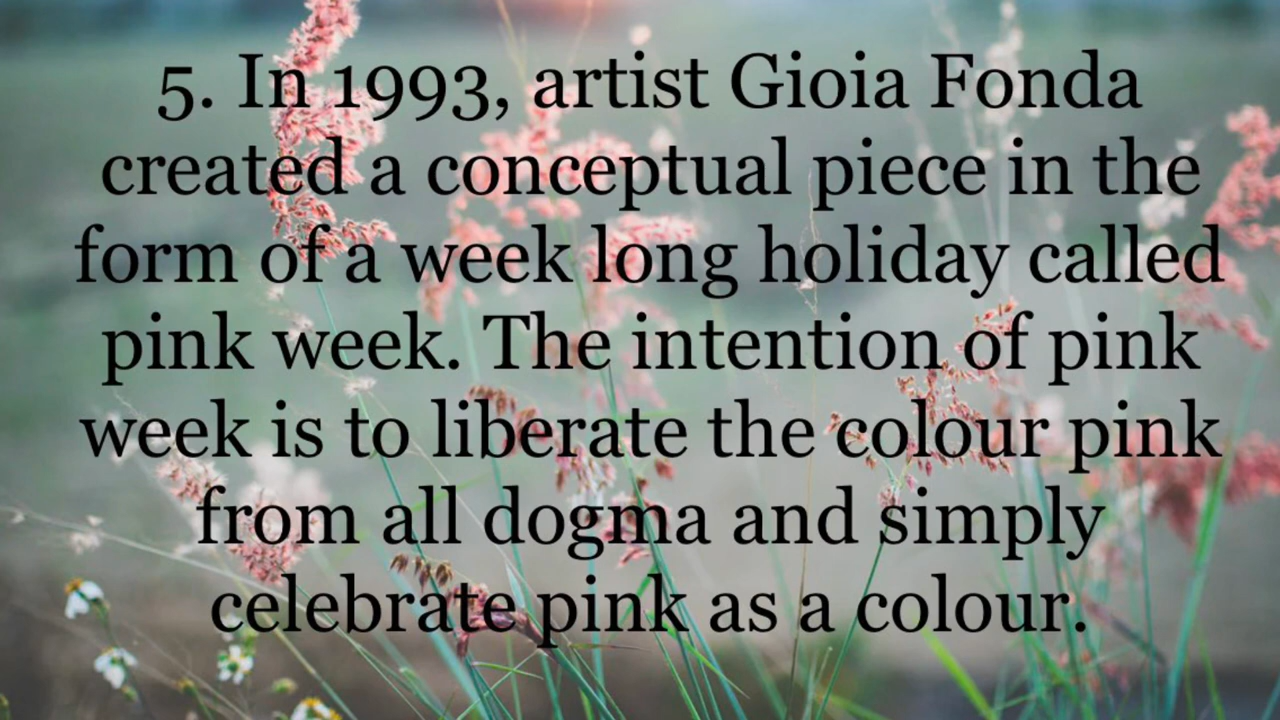 5. In 1993, artist Gioia Fonda
created a conceptual piece in the
form of a week long holiday called
pink week. The intention of pink
week is to liberate the colour pink
from all dogma and simply
celebrate pink as a colour.